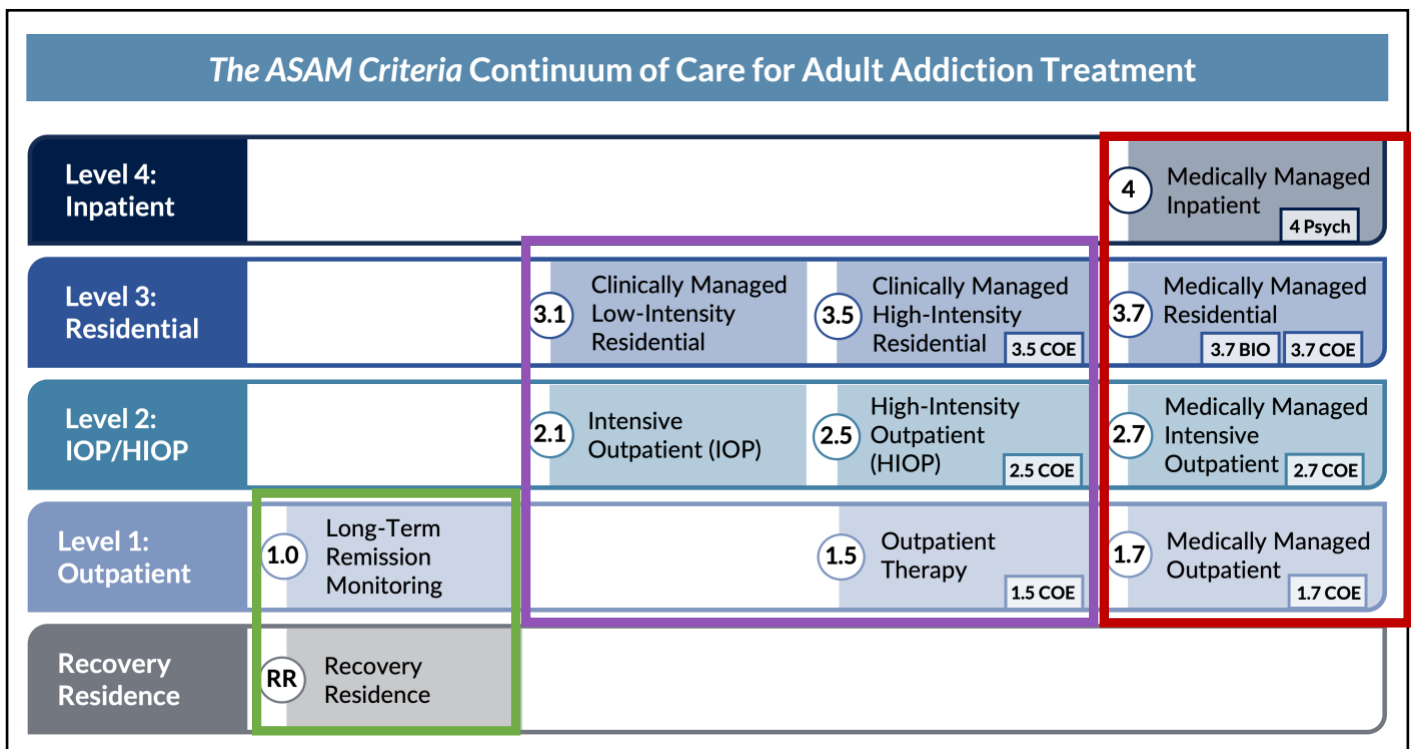 The ASAM Criteria Continuum of Care for Adult Addiction Treatment
Level 4:
Inpatient
4
Medically Managed
Inpatient
4 Psych
Level 3:
Residential
3.1
Clinically Managed
Low-Intensity
Residential
3.5
Clinically Managed
High-Intensity
Residential
3.5 COE
3.7
Medically Managed
Residential
3.7 BIO
3.7 COE
Level 2:
IOP/HIOP
2.1
Intensive
Outpatient (IOP)
2.5
High-Intensity
Outpatient
(HIOP)
2.5 COE
2.7
Medically Managed
Intensive
Outpatient
2.7 COE
Level 1:
Outpatient
1.0
Long-Term
Remission
Monitoring
1.5
Outpatient
Therapy
1.5 COE
1.7
Medically Managed
Outpatient
1.7 COE
Recovery
Residence
RR
Recovery
Residence